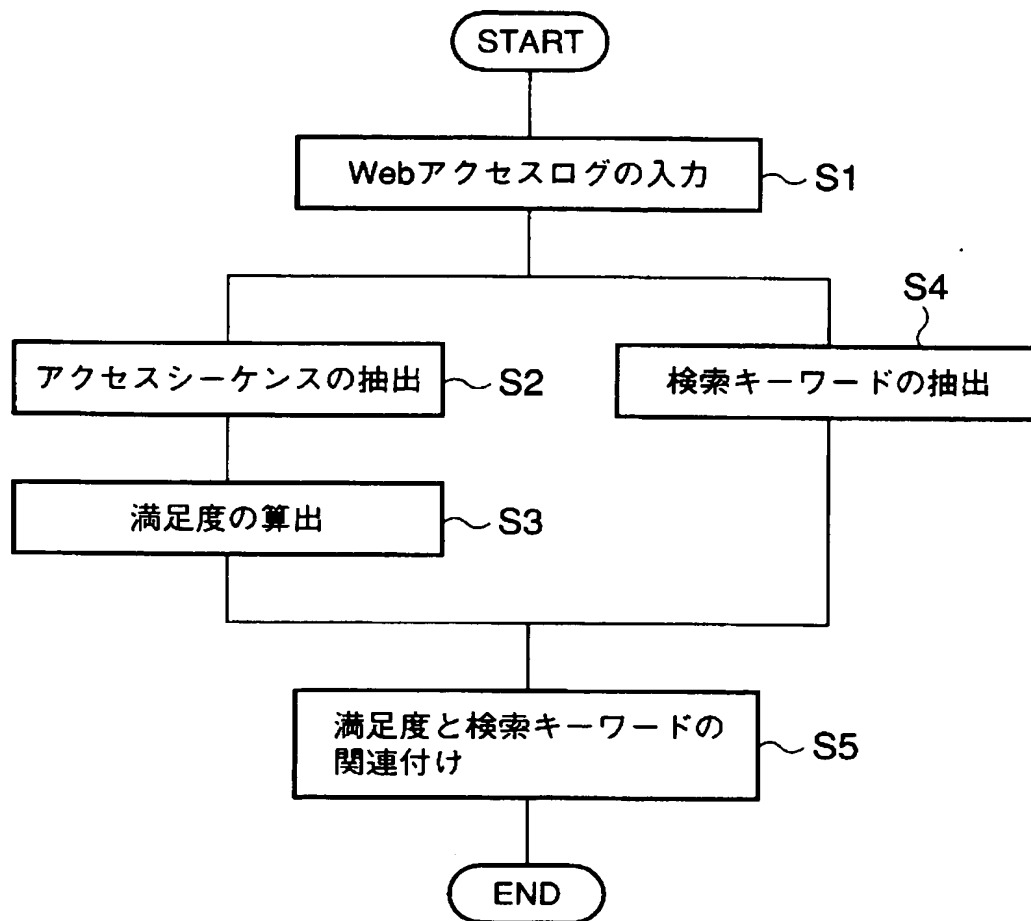 START
Webアクセスログの入力
S1
S4
アクセスシーケンスの抽出
S2
検索キーワードの抽出
満足度の算出
S3
満足度と検索キーワードの
関連付け
S5
END